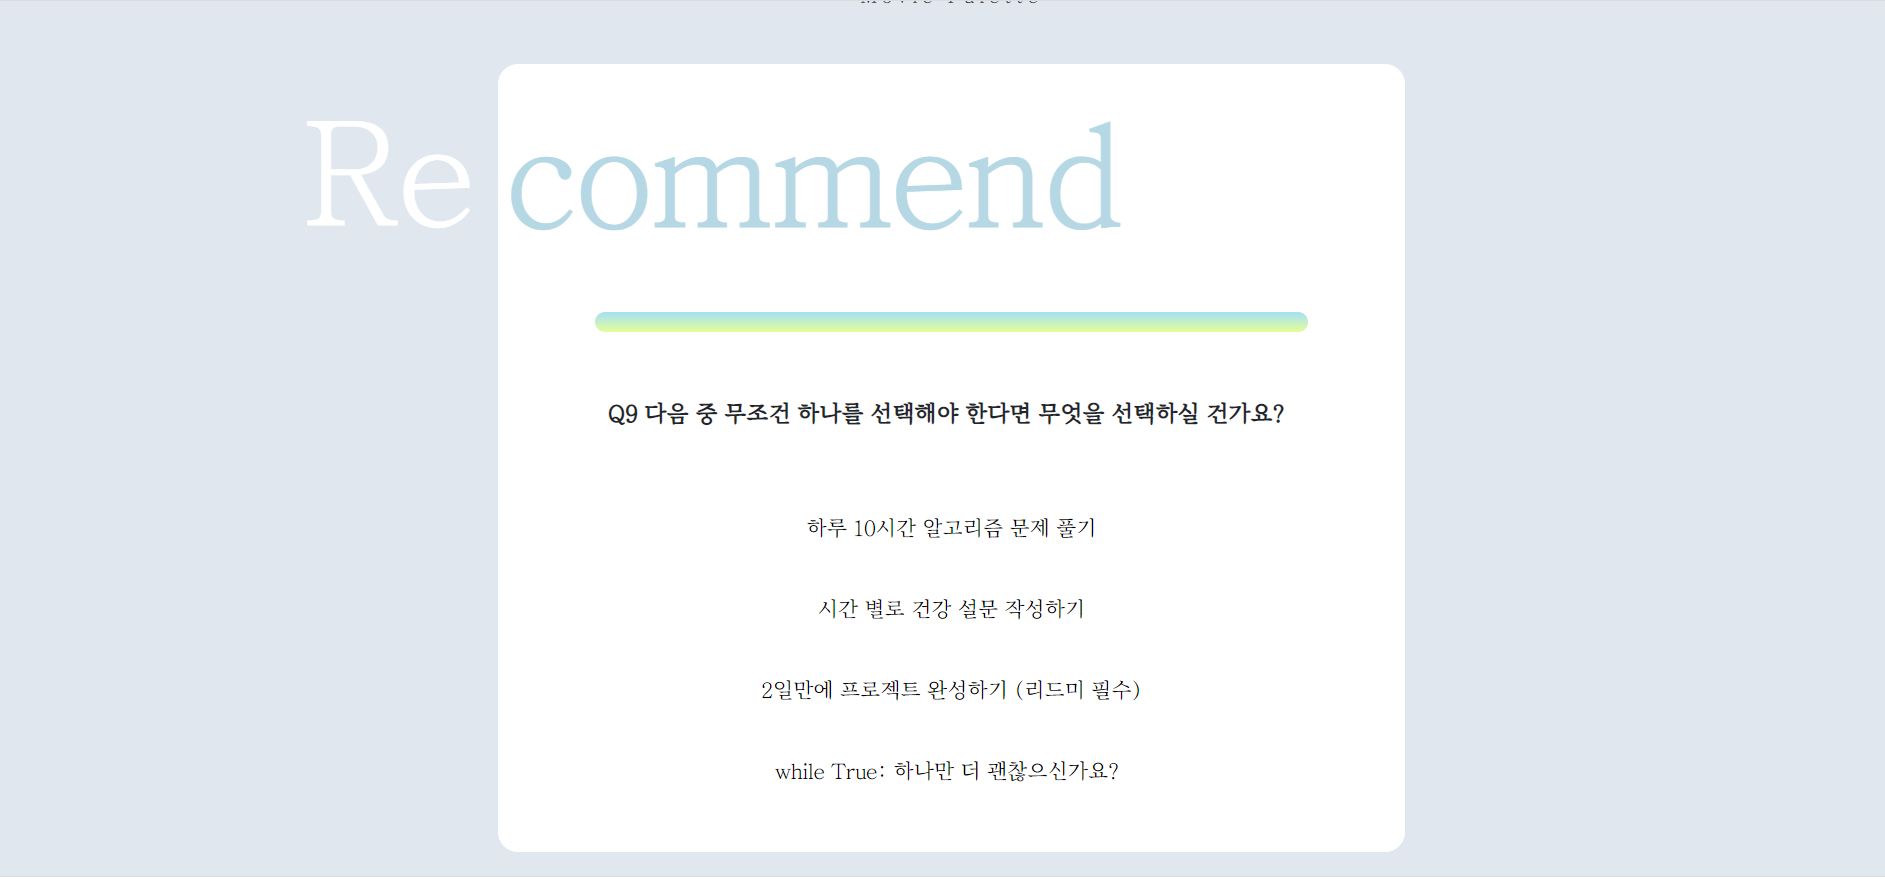 Re commend
Q9 다음 중 무조건 하나를 선택해야 한다면 무엇을 선택하실 건가요?
하루 10시간 알고리즘 문제 풀기
시간 별로 건강 설문 작성하기
2일만에 프로젝트 완성하기 (리드미 필수)
while True: 하나만 더 괜찮으신가요?